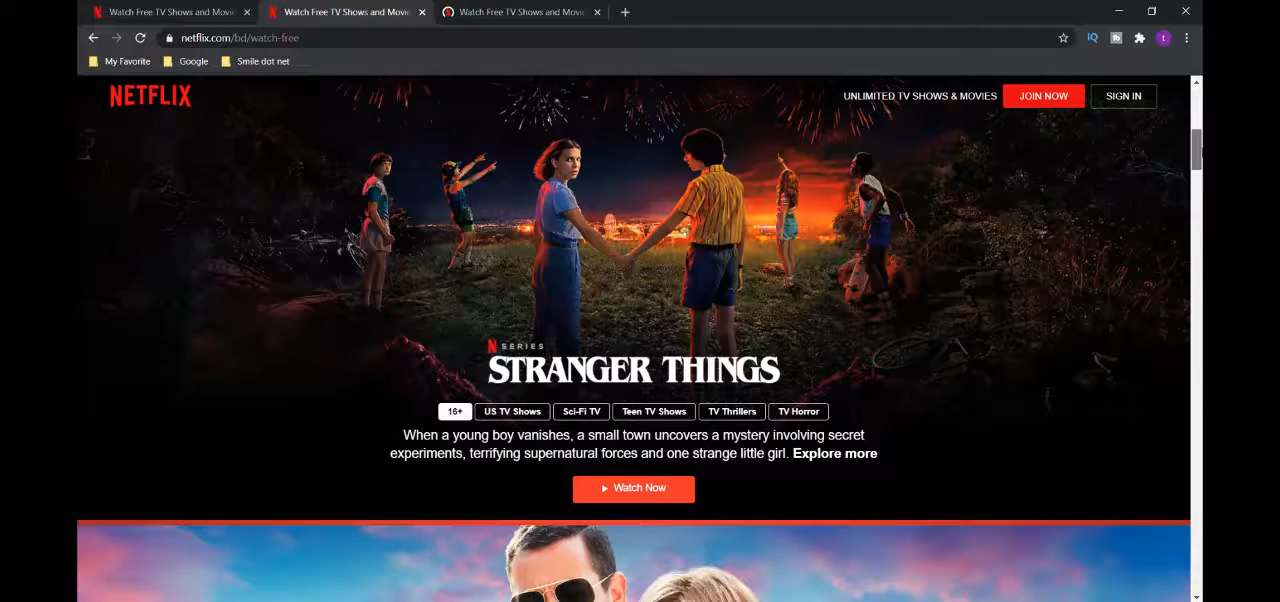 Watch Free TV Shows and Movie
Watch Free TV Shows and Movie
Watch Free TV Shows and Movie
netflix.com/bd/watch-free
IQ
t
My Favorite
Google
Smile dot net
NETFLIX
UNLIMITED TV SHOWS & MOVIES
JOIN NOW
SIGN IN
N SERIES
STRANGER THINGS
16+ US TV Shows Sci-Fi TV Teen TV Shows TV Thrillers TV Horror
When a young boy vanishes, a small town uncovers a mystery involving secret
experiments, terrifying supernatural forces and one strange little girl. Explore more
Watch Now